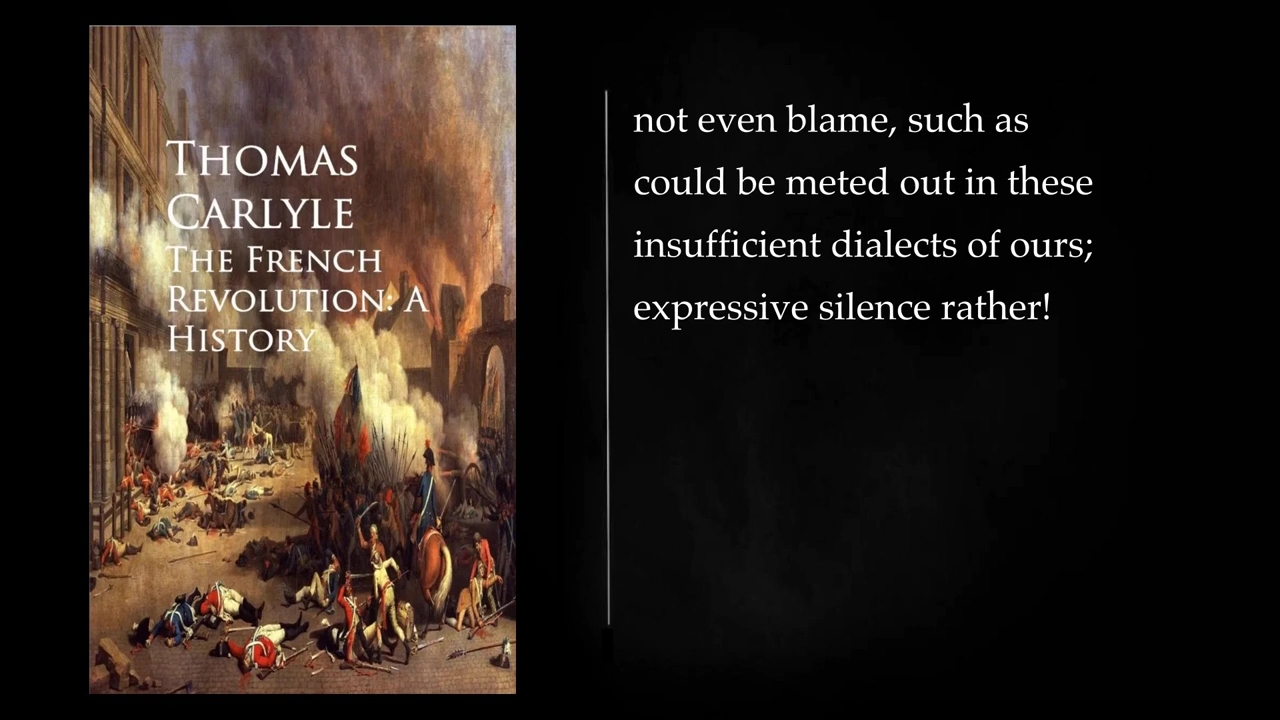 THOMAS
CARLYLE
THE FRENCH
REVOLUTION: A
HISTORY
not even blame, such as
could be meted out in these
insufficient dialects of ours;
expressive silence rather!